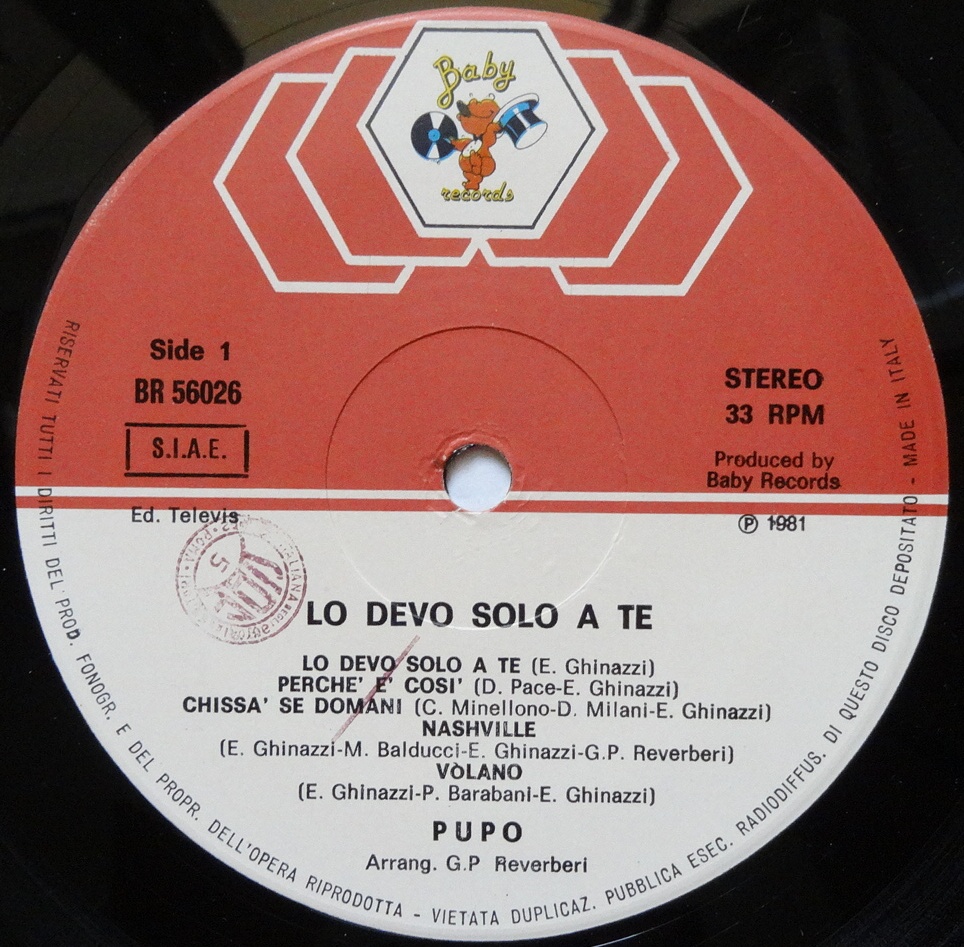 Baby
records
Side 1
BR 56026
S.I.A.E.
Ed. Televis
STEREO
33 RPM
Produced by
Baby Records
℗ 1981
LO DEVO SOLO A TE
LO DEVO SOLO A TE (E. Ghinazzi)
PERCHE' E' COSI' (D. Pace-E. Ghinazzi)
CHISSA' SE DOMANI (C. Minellono-D. Milani-E. Ghinazzi)
NASHVILLE
(E. Ghinazzi-M. Balducci-E. Ghinazzi-G.P. Reverberi)
VÒLANO
(E. Ghinazzi-P. Barabani-E. Ghinazzi)
PUPO
Arrang. G.P Reverberi
RISERVATI TUTTI I DIRITTI DEL PROD. FONOGR. E DEL PROPR. DELL'OPERA RIPRODOTTA - VIETATA DUPLICAZ. PUBBLICA ESEC. RADIODIFFUS. DI QUESTO DISCO DEPOSITATO - MADE IN ITALY